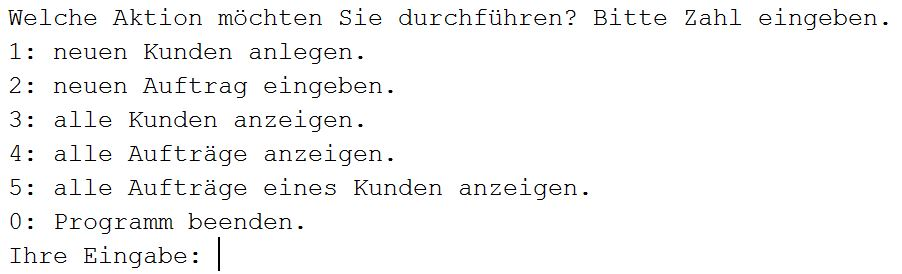 Welche Aktion möchten Sie durchführen? Bitte Zahl eingeben.
1: neuen Kunden anlegen.
2: neuen Auftrag eingeben.
3: alle Kunden anzeigen.
4: alle Aufträge anzeigen.
5: alle Aufträge eines Kunden anzeigen.
0: Programm beenden.
Ihre Eingabe: